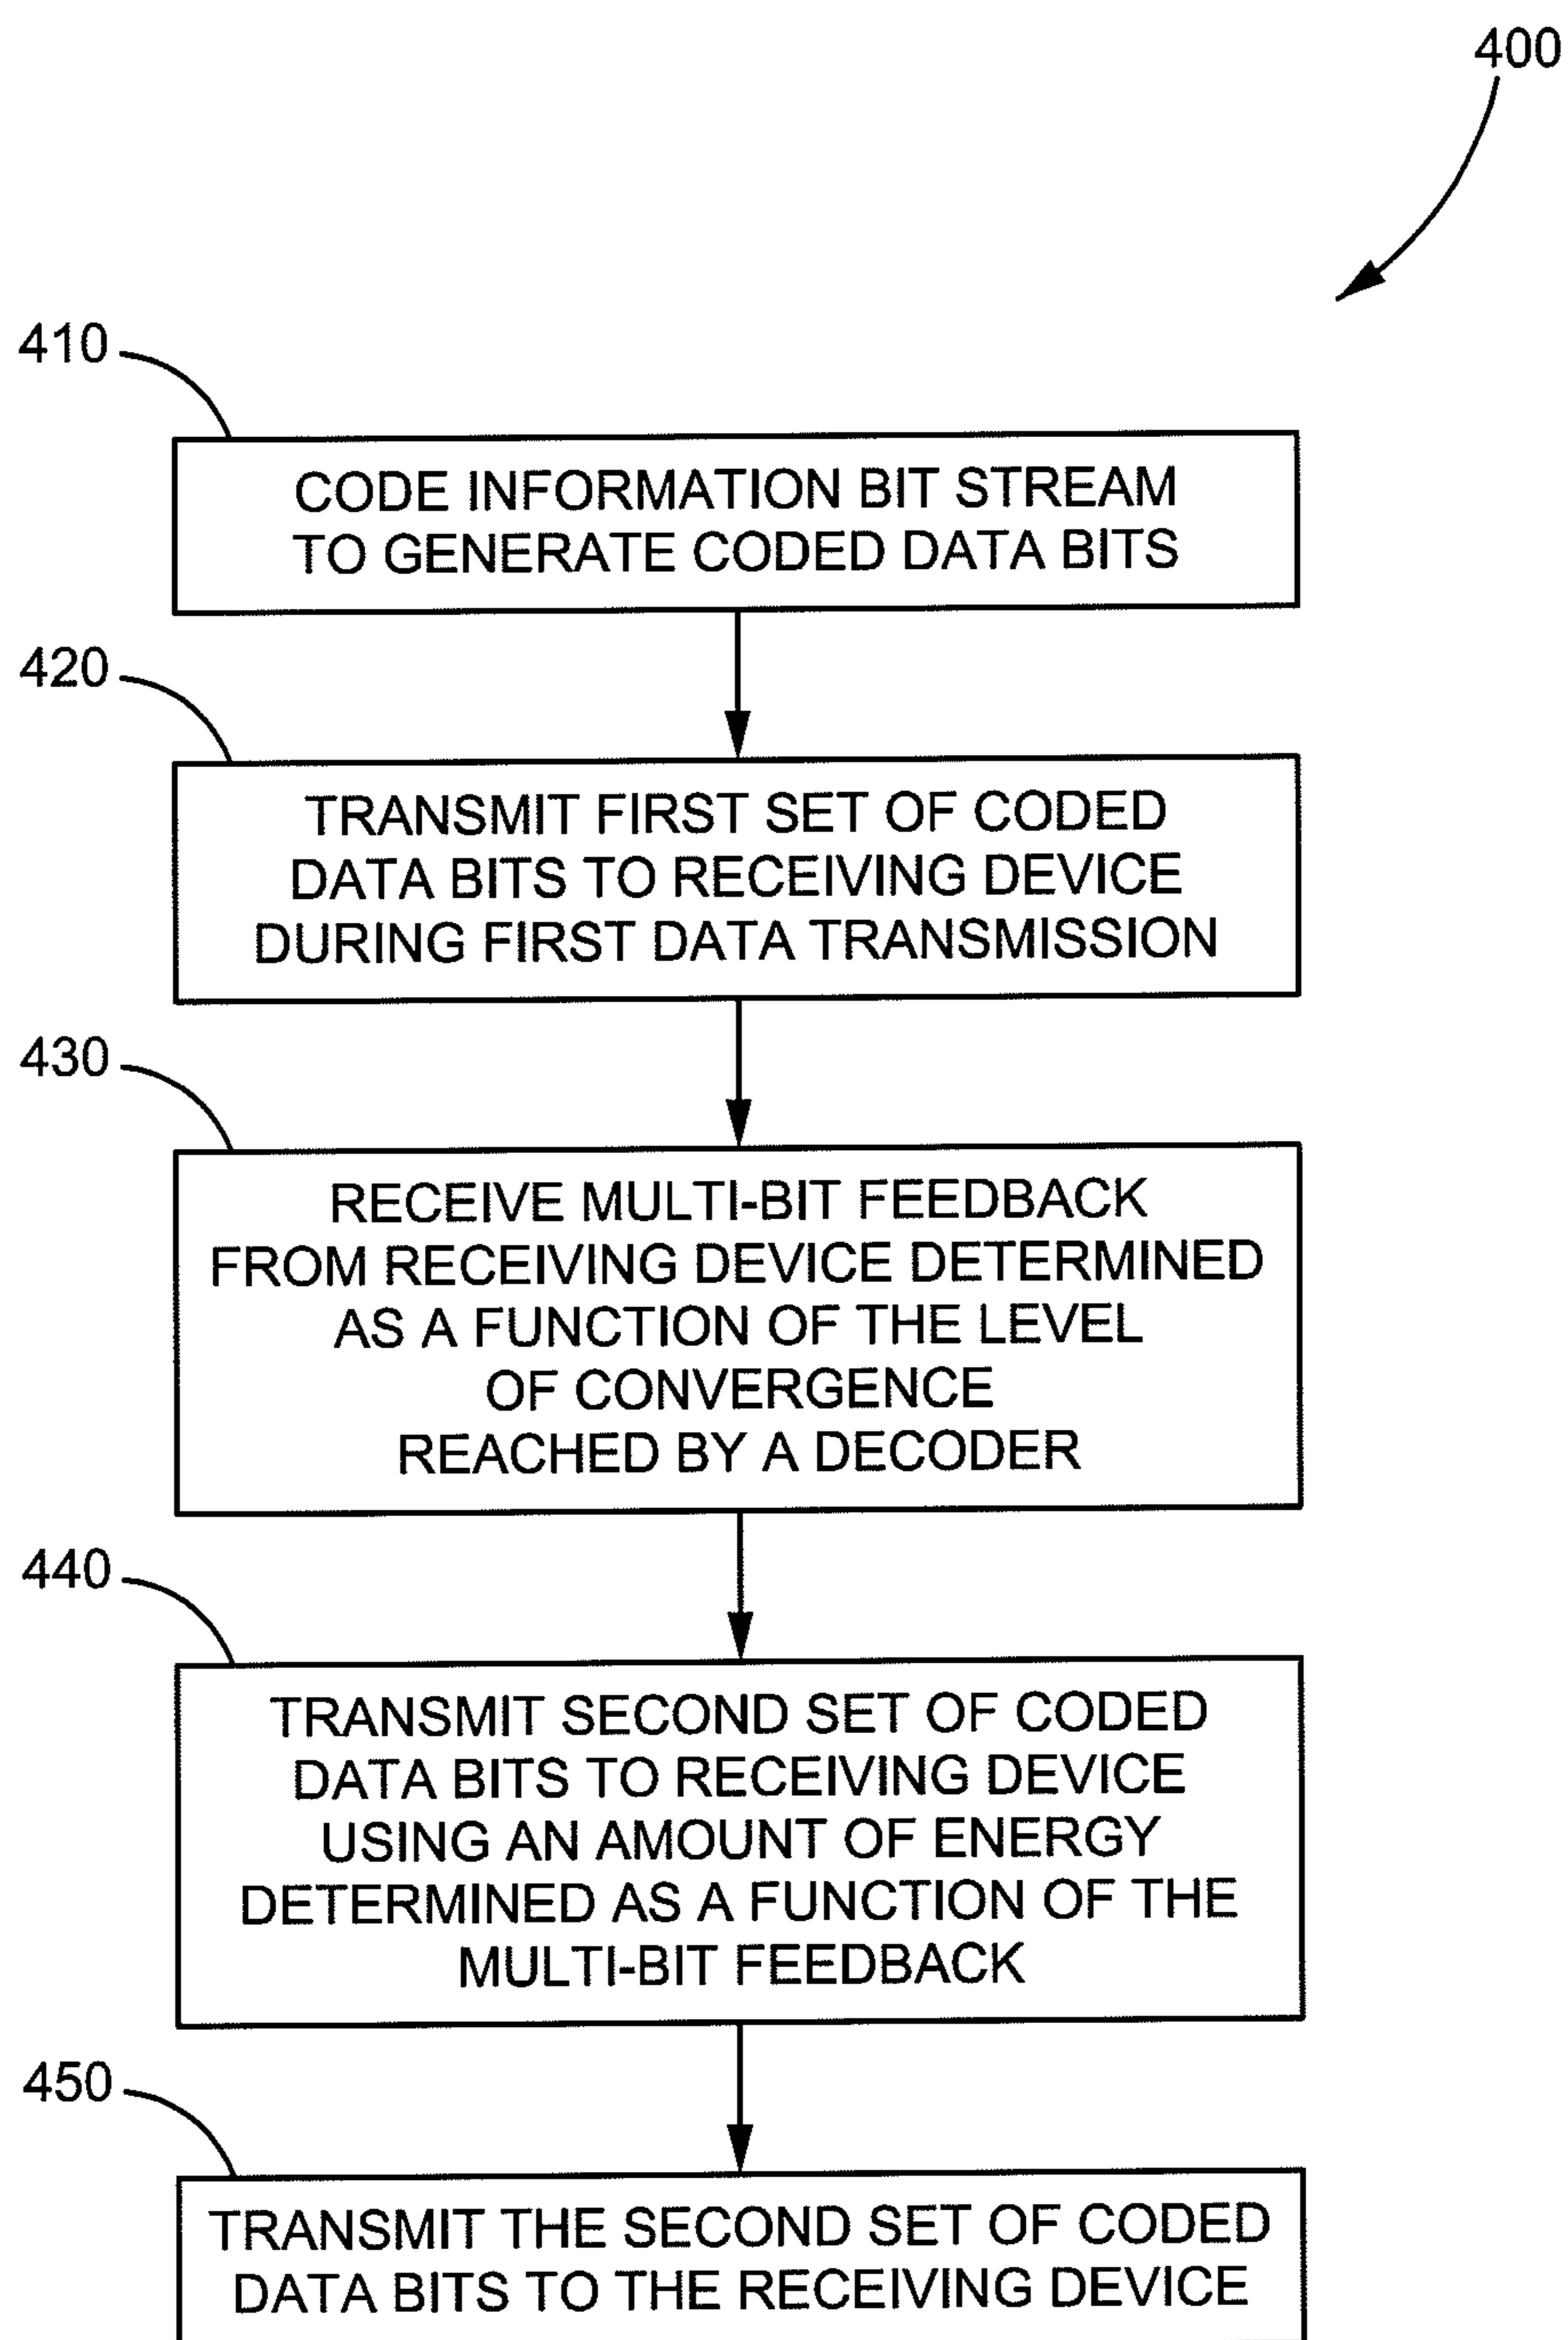 400
410
CODE INFORMATION BIT STREAM
TO GENERATE CODED DATA BITS
420
TRANSMIT FIRST SET OF CODED
DATA BITS TO RECEIVING DEVICE
DURING FIRST DATA TRANSMISSION
430
RECEIVE MULTI-BIT FEEDBACK
FROM RECEIVING DEVICE DETERMINED
AS A FUNCTION OF THE LEVEL
OF CONVERGENCE
REACHED BY A DECODER
440
TRANSMIT SECOND SET OF CODED
DATA BITS TO RECEIVING DEVICE
USING AN AMOUNT OF ENERGY
DETERMINED AS A FUNCTION OF THE
MULTI-BIT FEEDBACK
450
TRANSMIT THE SECOND SET OF CODED
DATA BITS TO THE RECEIVING DEVICE